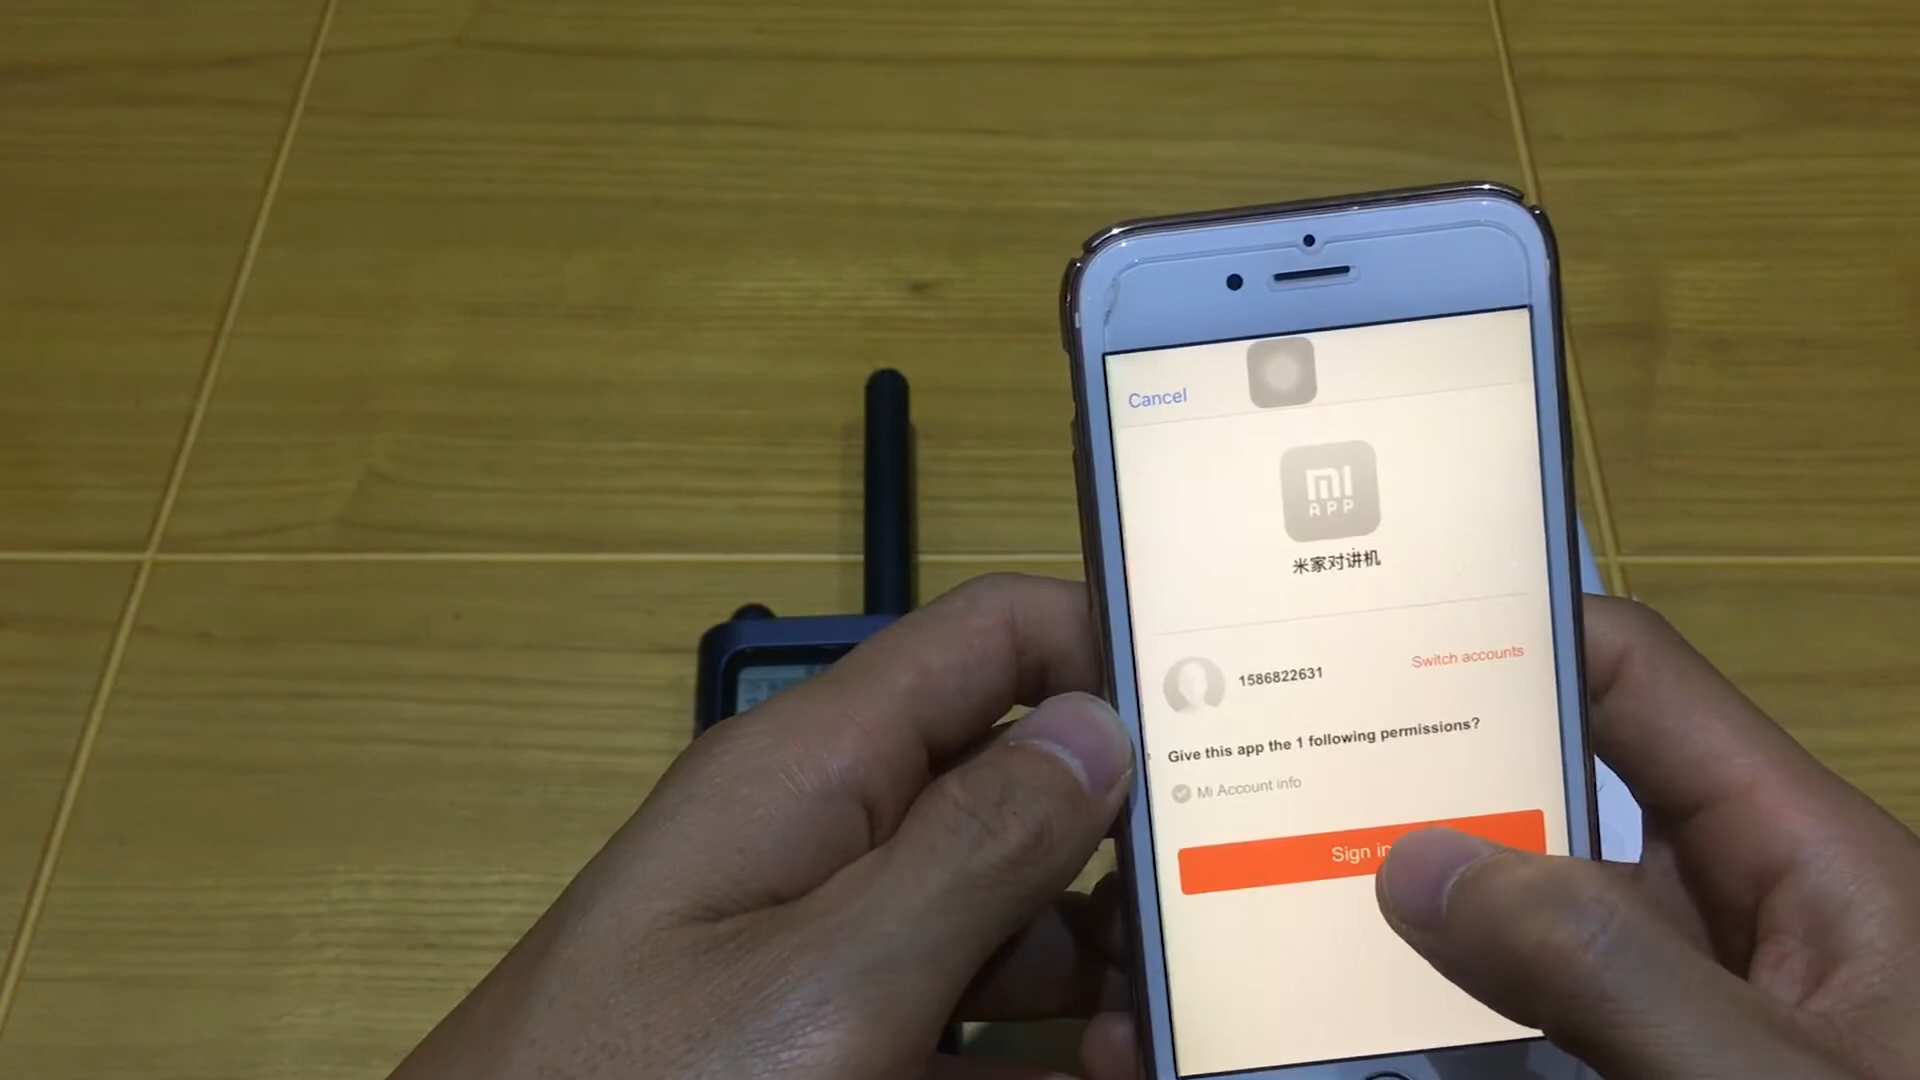 Cancel
MI
APP
米家对讲机
1586822631
Switch accounts
Give this app the 1 following permissions?
Mi Account info
Sign in